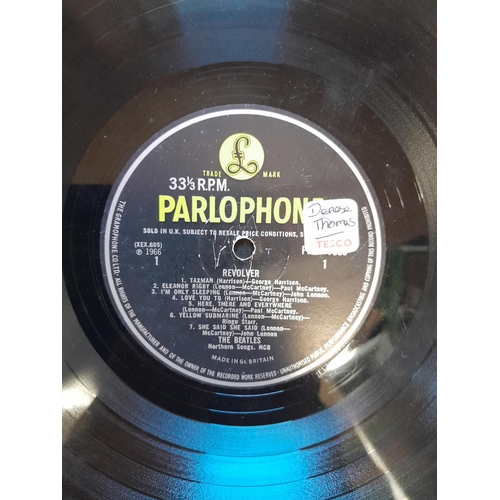 TRADE MARK
33⅓ R.P.M.
PARLOPHON
SOLD IN U.K. SUBJECT TO RESALE PRICE CONDITIONS, S
(XEX.605)
℗ 1966
1
1
REVOLVER
1. TAXMAN (Harrison)—George Harrison.
2. ELEANOR RIGBY (Lennon—McCartney)—Paul McCartney.
3. I'M ONLY SLEEPING (Lennon—McCartney)—John Lennon
4. LOVE YOU TO (Harrison)—George Harrison.
5. HERE, THERE AND EVERYWHERE
(Lennon—McCartney)—Paul McCartney.
6. YELLOW SUBMARINE (Lennon—McCartney)—
Ringo Starr.
7. SHE SAID SHE SAID (Lennon—
McCartney)—John Lennon
THE BEATLES
Northern Songs. NCB
MADE IN GT. BRITAIN
Denose
Thomas
TESCO
THE GRAMOPHONE CO. LTD. ALL RIGHTS OF THE MANUFACTURER AND OF THE OWNER OF THE RECORDED WORK RESERVED UNAUTHORISED PUBLIC PERFORMANCE BROADCASTING AND COPYING OF THIS RECORD PROHIBITED